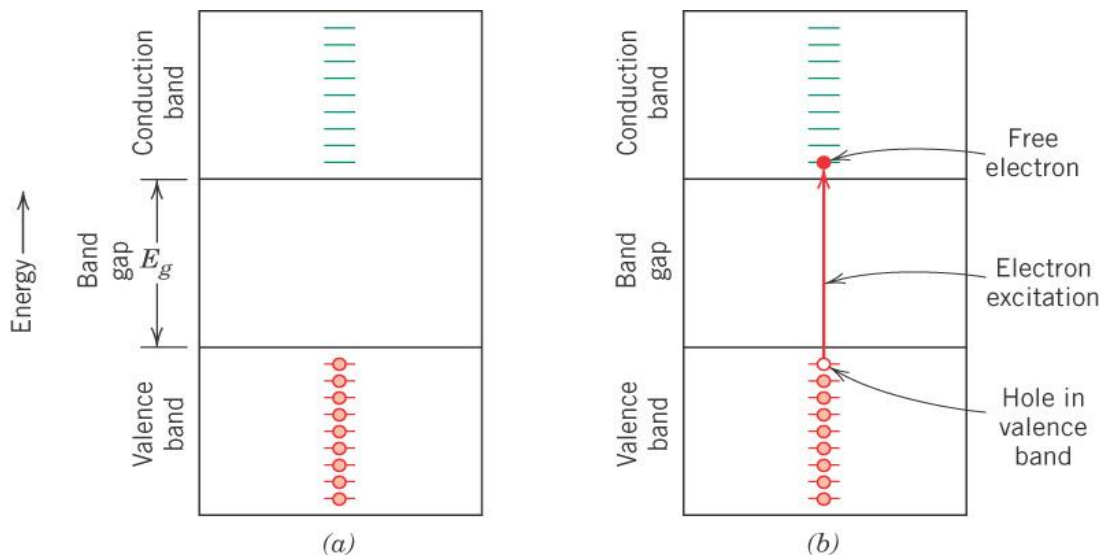 Energy
Conduction
band
Band
gap
E_g
Valence
band
(a)
Conduction
band
Band
gap
Valence
band
Free
electron
Electron
excitation
Hole in
valence
band
(b)